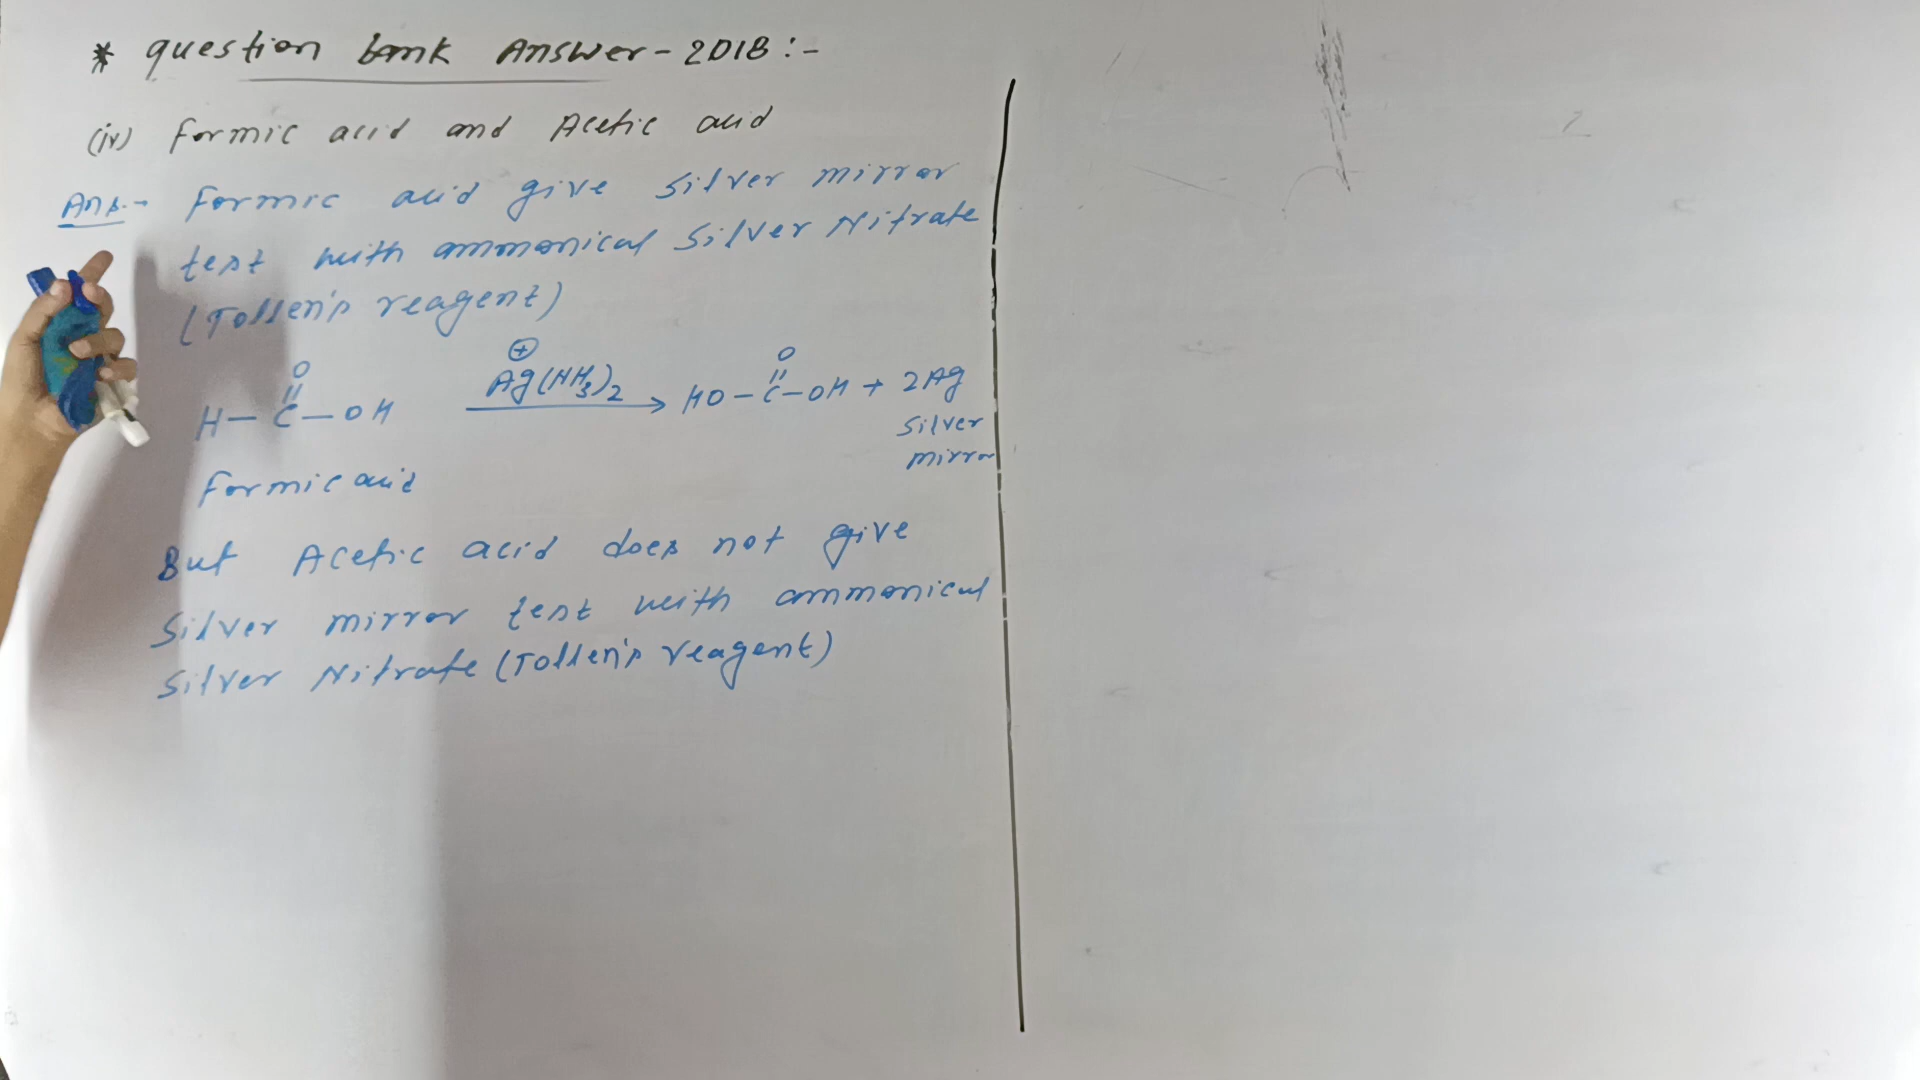 * question bank Answer - 2018 :-
(iv) Formic acid and Acetic acid
Ans:- Formic acid give silver mirror
test with ammonical Silver Nitrate
(Tollen's reagent)
H-C(=O)-OH Ag(NH3)2⊕ → HO-C(=O)-OH + 2Ag
silver
mirror
Formic acid
But Acetic acid does not give
Silver mirror test with ammonical
Silver Nitrate (Tollen's reagent)